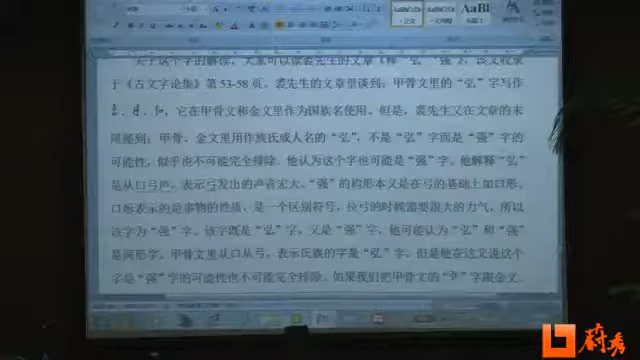 关于这个字的解读，大家可以读裘先生的文章《释“弘”“强”》，该文收录
于《古文字论集》第53-58页。裘先生的文章里谈到：甲骨文里的“弘”字写作
它在甲骨文和金文里作为国族名使用。但是，裘先生又在文章的末
尾提到：甲骨、金文里用作族氏或人名的“弘”，不是“弘”字而是“强”字的
可能性，似乎也不可能完全排除。他认为这个字也可能是“强”字。他解释“弘”
是从口弓声，表示弓发出的声音宏大。“强”的构形本义是在弓的基础上加口形，
口形表示的是事物的性质，是一个区别符号，拉弓的时候需要很大的力气，所以
该字为“强”字。该字既是“弘”字，又是“强”字，他可能认为“弘”和“强”
是同形字。甲骨文里从口从弓、表示氏族的字是“弘”字，但是他在这又说这个
字是“强”字的可能性也不可能完全排除。如果我们把甲骨文的“”字跟金文
AaBbCcDc AaBbCcDc AaBl
蔚秀